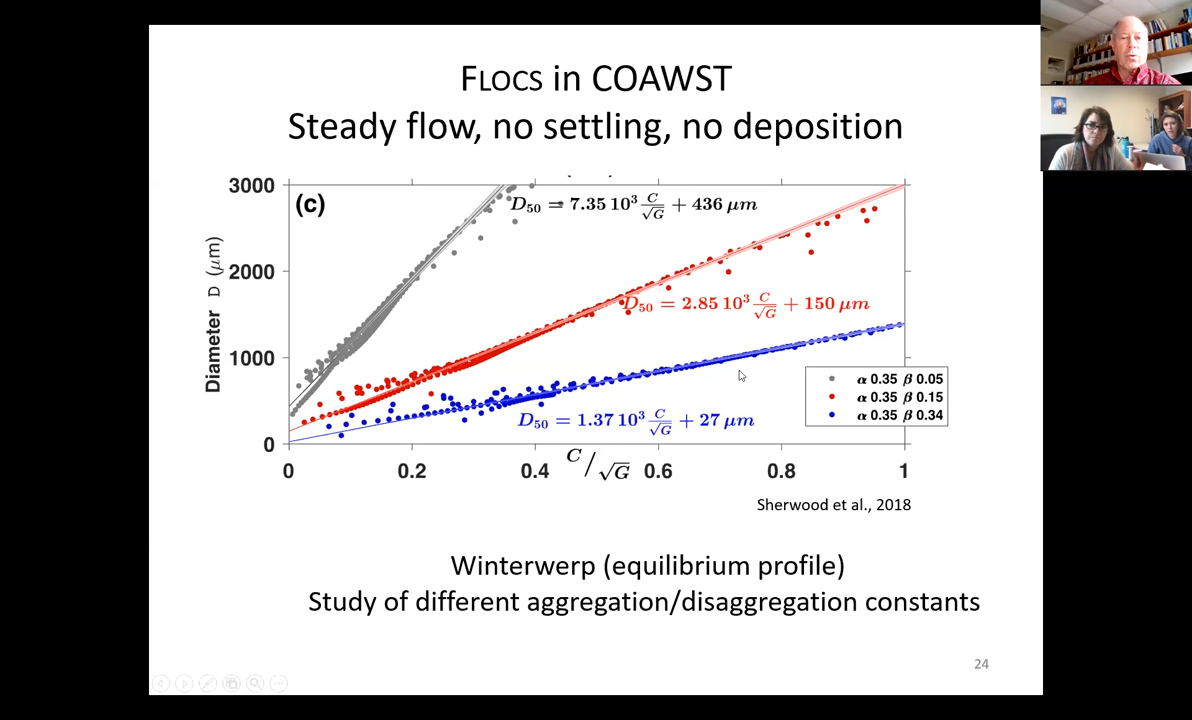 FLOCS in COAWST
Steady flow, no settling, no deposition
3000
2000
1000
0
Diameter D (μm)
(c)
D₅₀ = 7.35 10³ C/√G + 436 μm
D₅₀ = 2.85 10³ C/√G + 150 μm
D₅₀ = 1.37 10³ C/√G + 27 μm
α 0.35 β 0.05
α 0.35 β 0.15
α 0.35 β 0.34
0 0.2 0.4 0.6 0.8 1
C/√G
Sherwood et al., 2018
Winterwerp (equilibrium profile)
Study of different aggregation/disaggregation constants
24